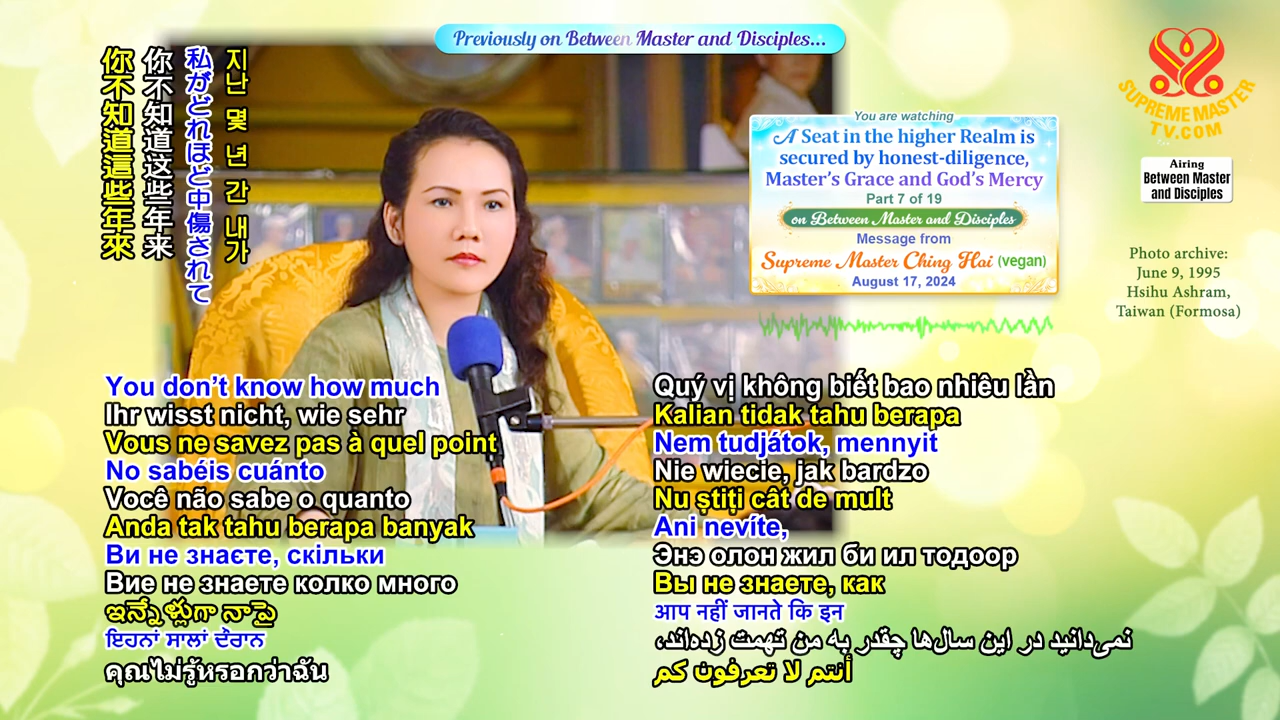 Previously on Between Master and Disciples...
你不知道這些年來
你不知道这些年来
私がどれほど中傷されて
지난 몇 년 간 내가
You are watching
A Seat in the higher Realm is
secured by honest-diligence,
Master's Grace and God's Mercy
Part 7 of 19
on Between Master and Disciples
Message from
Supreme Master Ching Hai (vegan)
August 17, 2024
SUPREME MASTER
TV.COM
Airing
Between Master
and Disciples
Photo archive:
June 9, 1995
Hsihu Ashram,
Taiwan (Formosa)
You don't know how much
Ihr wisst nicht, wie sehr
Vous ne savez pas à quel point
No sabéis cuánto
Você não sabe o quanto
Anda tak tahu berapa banyak
Ви не знаєте, скільки
Вие не знаете колко много
ఇన్నేళ్లుగా నాపై
ਇਹਨਾਂ ਸਾਲਾਂ ਦੌਰਾਨ
คุณไม่รู้หรอกว่าฉัน
Quý vị không biết bao nhiêu lần
Kalian tidak tahu berapa
Nem tudjátok, mennyit
Nie wiecie, jak bardzo
Nu știți cât de mult
Ani nevíte,
Энэ олон жил би ил тодоор
Вы не знаете, как
आप नहीं जानते कि इन
نمی‌دانید در این سال‌ها چقدر به من تهمت زده‌اند،
أنتم لا تعرفون كم